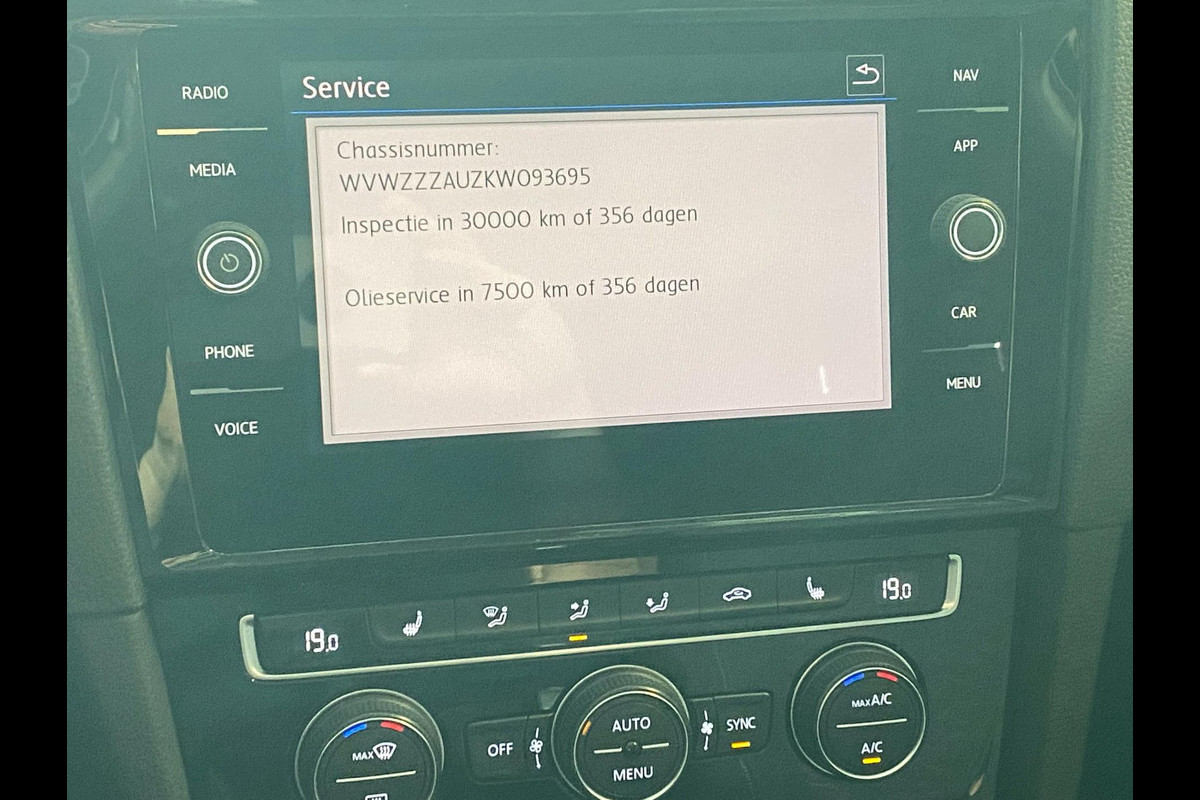 RADIO
Service
NAV
MEDIA
Chassisnummer:
WVWZZZAUZKW093695
APP
Inspectie in 30000 km of 356 dagen
Olieservice in 7500 km of 356 dagen
CAR
PHONE
MENU
VOICE
19.0
19.0
MAX
OFF
AUTO
MENU
SYNC
MAX A/C
A/C